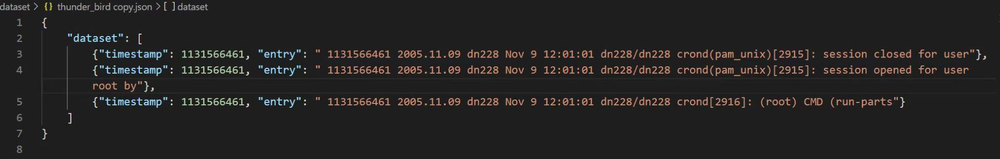 dataset > {} thunder_bird copy.json > [ ] dataset
1 {
2 "dataset": [
3 {"timestamp": 1131566461, "entry": " 1131566461 2005.11.09 dn228 Nov 9 12:01:01 dn228/dn228 crond(pam_unix)[2915]: session closed for user"},
4 {"timestamp": 1131566461, "entry": " 1131566461 2005.11.09 dn228 Nov 9 12:01:01 dn228/dn228 crond(pam_unix)[2915]: session opened for user
root by"},
5 {"timestamp": 1131566461, "entry": " 1131566461 2005.11.09 dn228 Nov 9 12:01:01 dn228/dn228 crond[2916]: (root) CMD (run-parts"}
6 ]
7 }
8